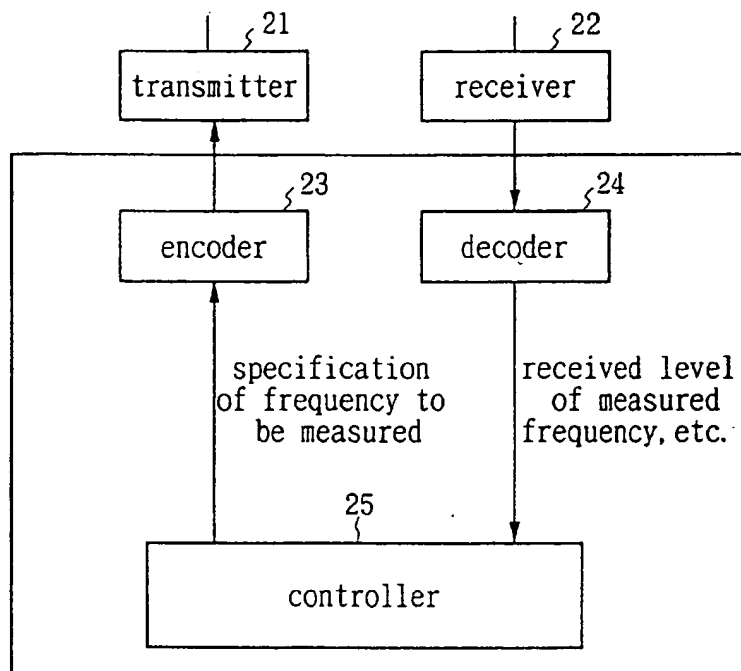 21
22
transmitter
receiver
23
24
encoder
decoder
specification
of frequency to
be measured
received level
of measured
frequency, etc.
25
controller